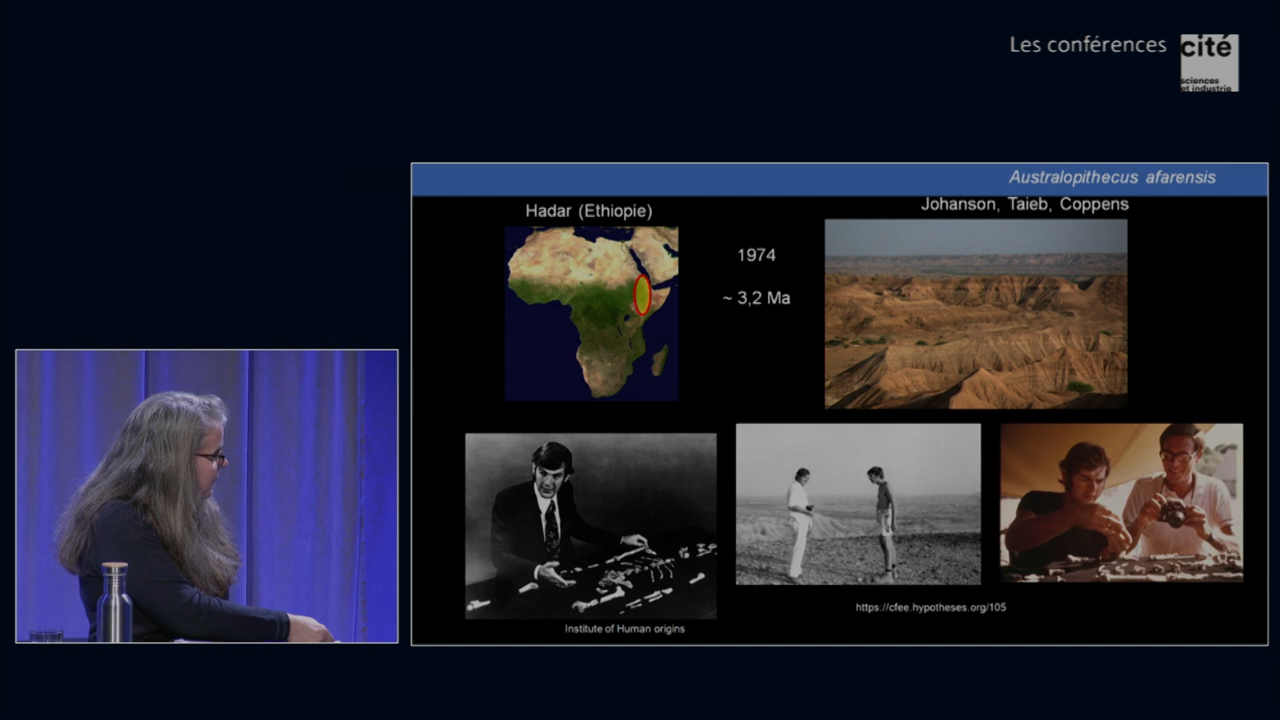 Les conférences
cité
sciences
et industrie
Australopithecus afarensis
Hadar (Ethiopie)
Johanson, Taieb, Coppens
1974
~ 3,2 Ma
https://cfee.hypotheses.org/105
Institute of Human origins